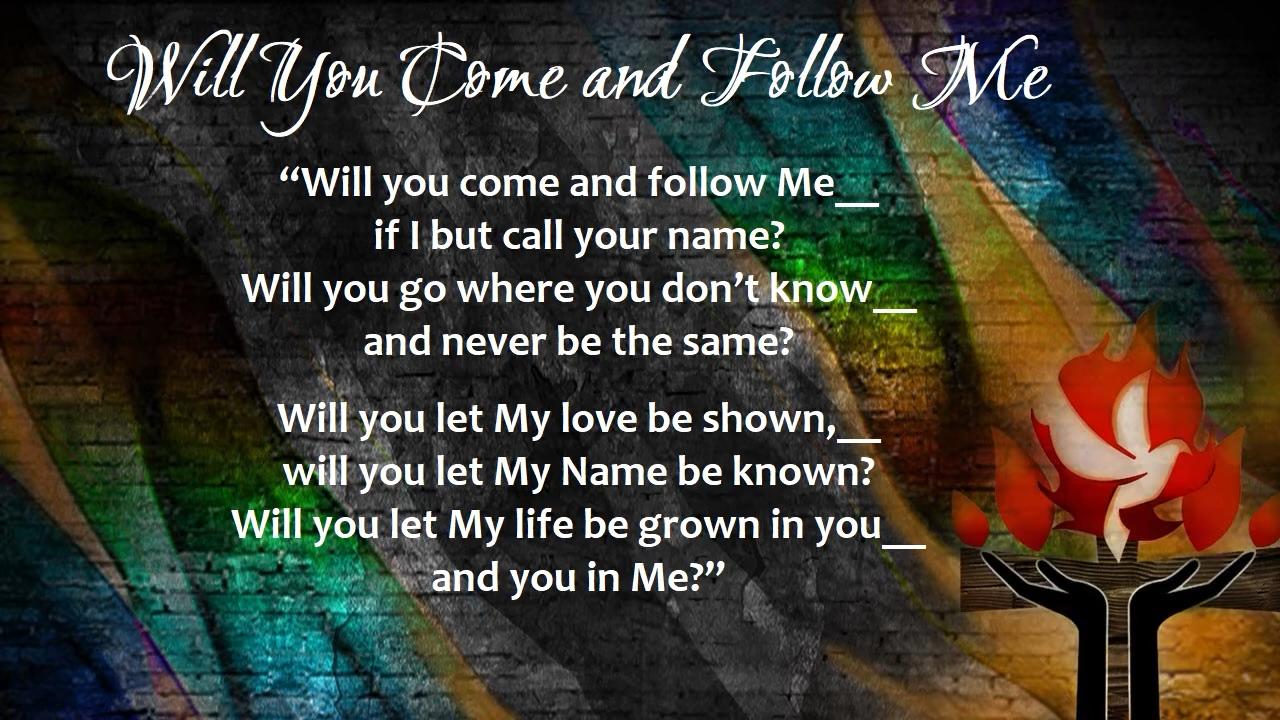 Will You Come and Follow Me
“Will you come and follow Me__
if I but call your name?
Will you go where you don’t know__
and never be the same?
Will you let My love be shown,__
will you let My Name be known?
Will you let My life be grown in you__
and you in Me?”